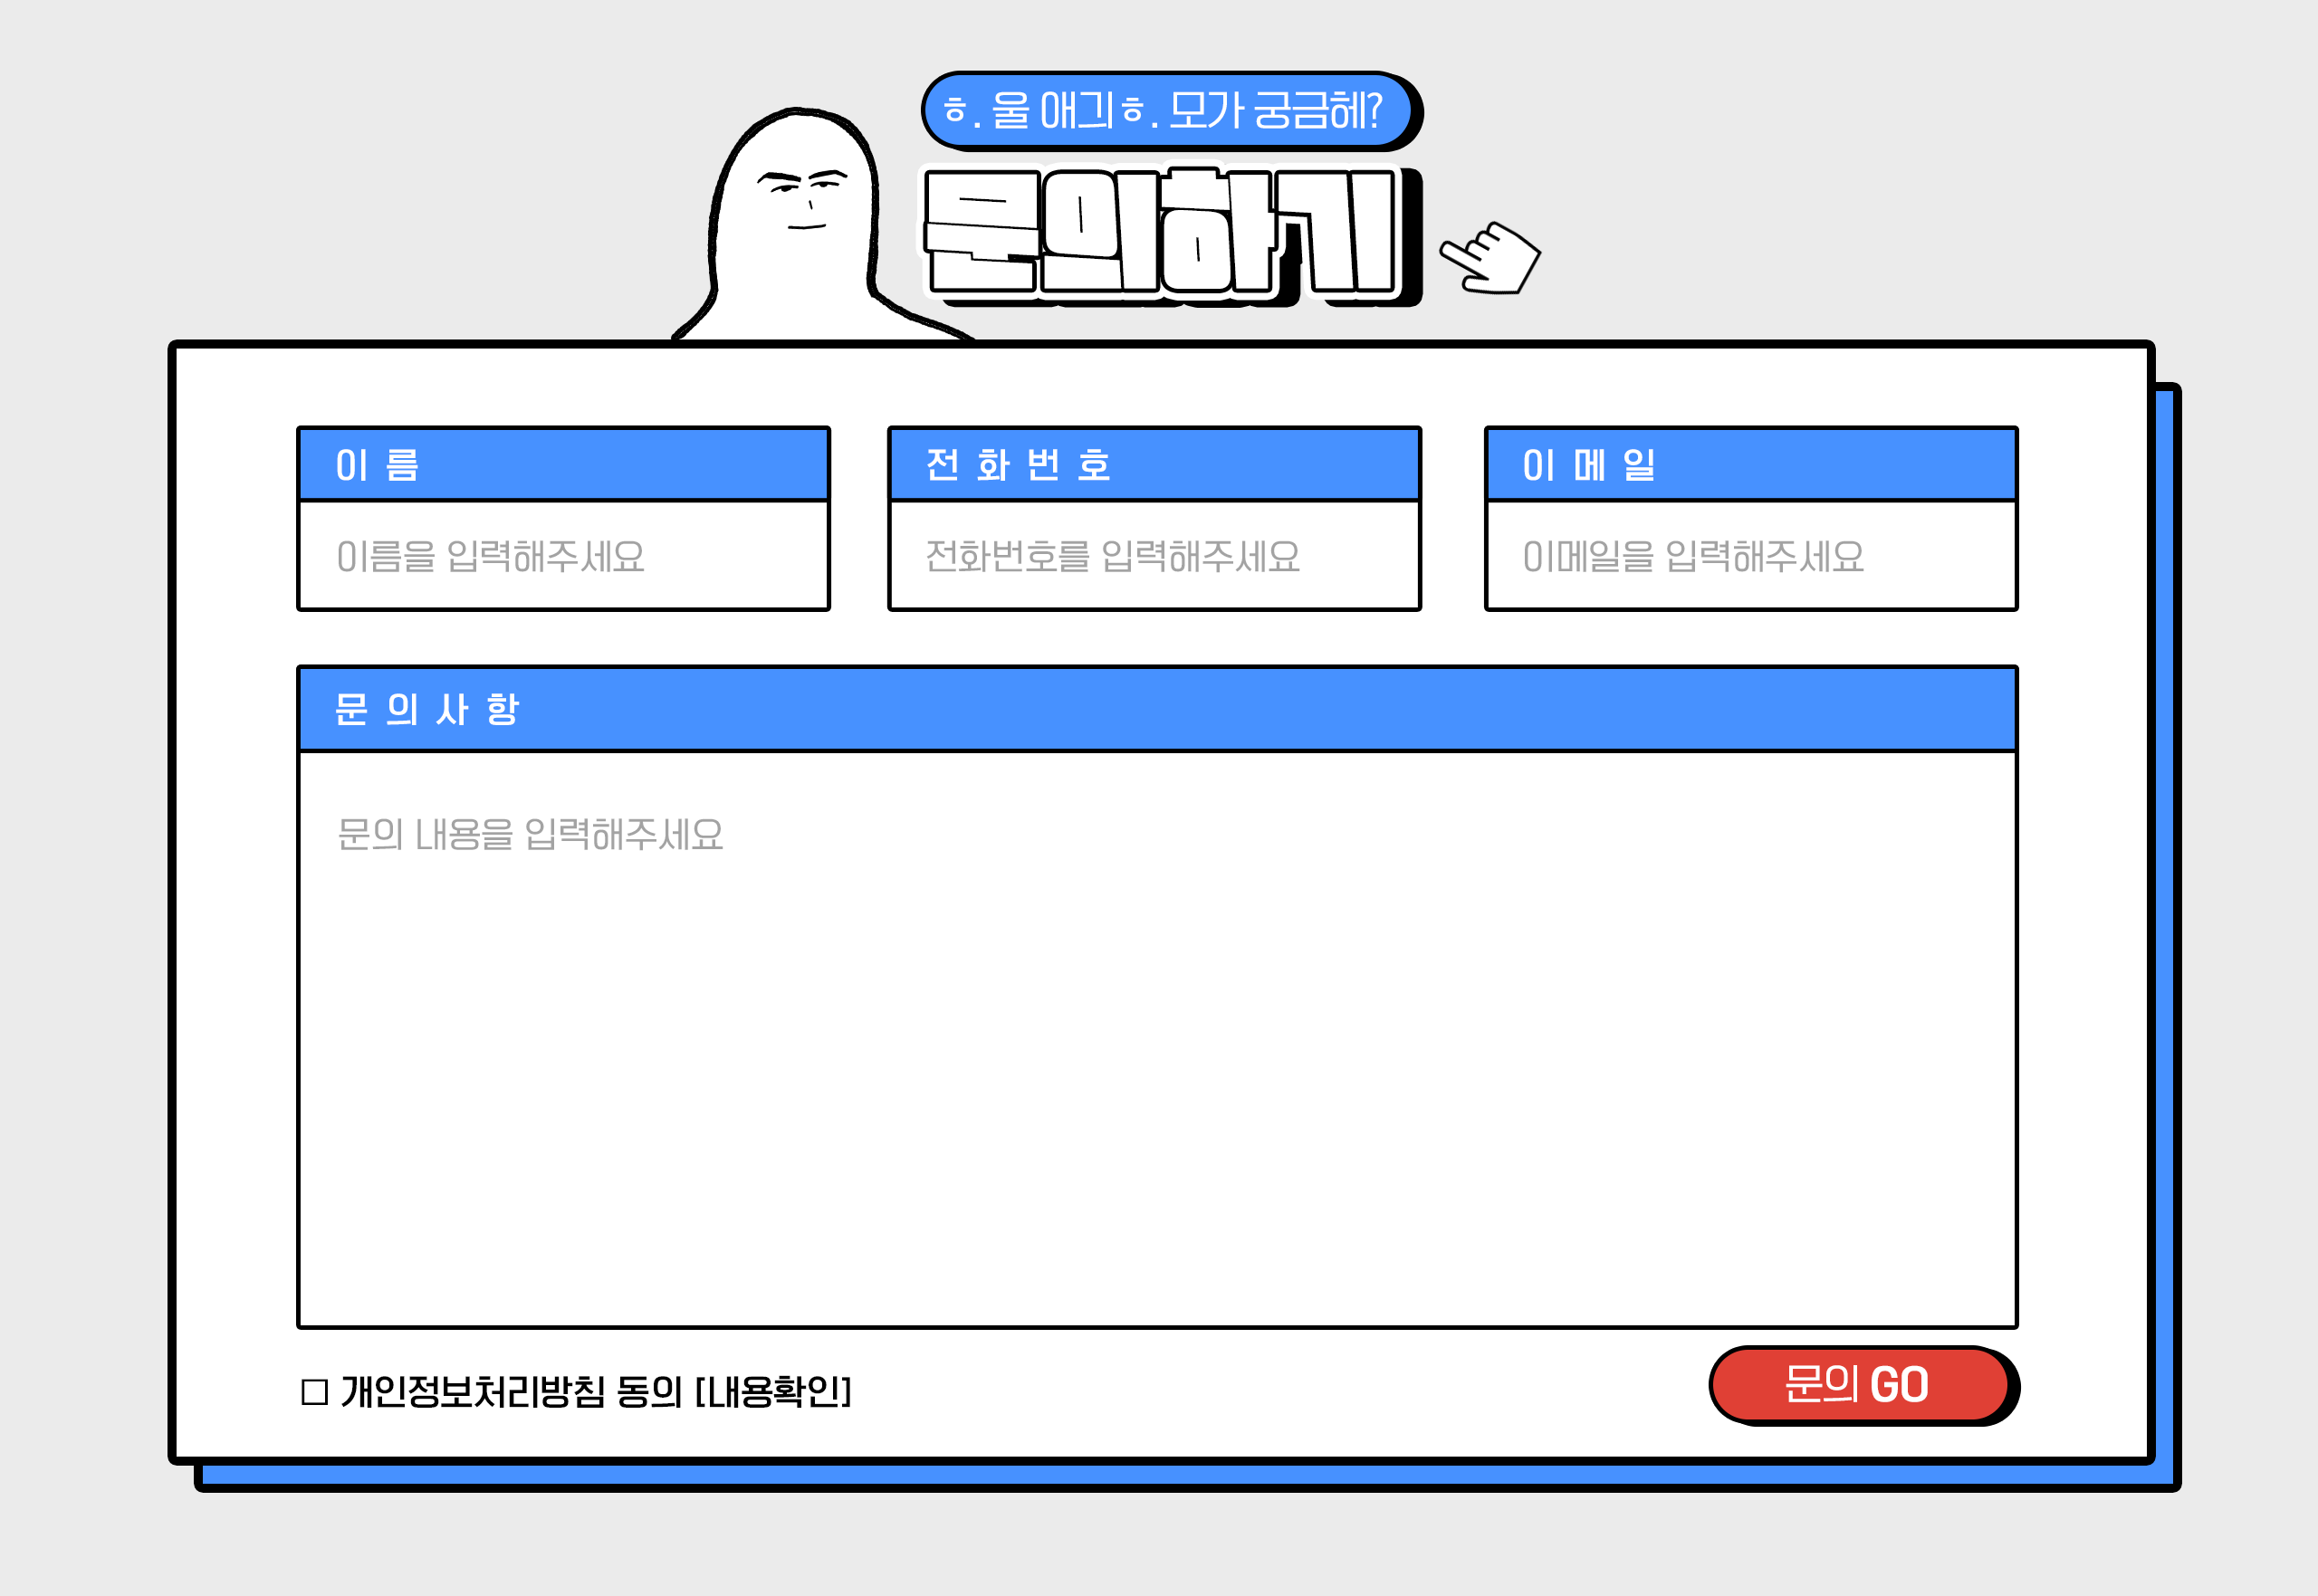 ㅎ. 울 애긔ㅎ. 모가 궁금헤?
문의하기
이름
전화번호
이메일
이름을 입력해주세요
전화번호를 입력해주세요
이메일을 입력해주세요
문의사항
문의 내용을 입력해주세요
개인정보처리방침 동의 [내용확인]
문의 GO